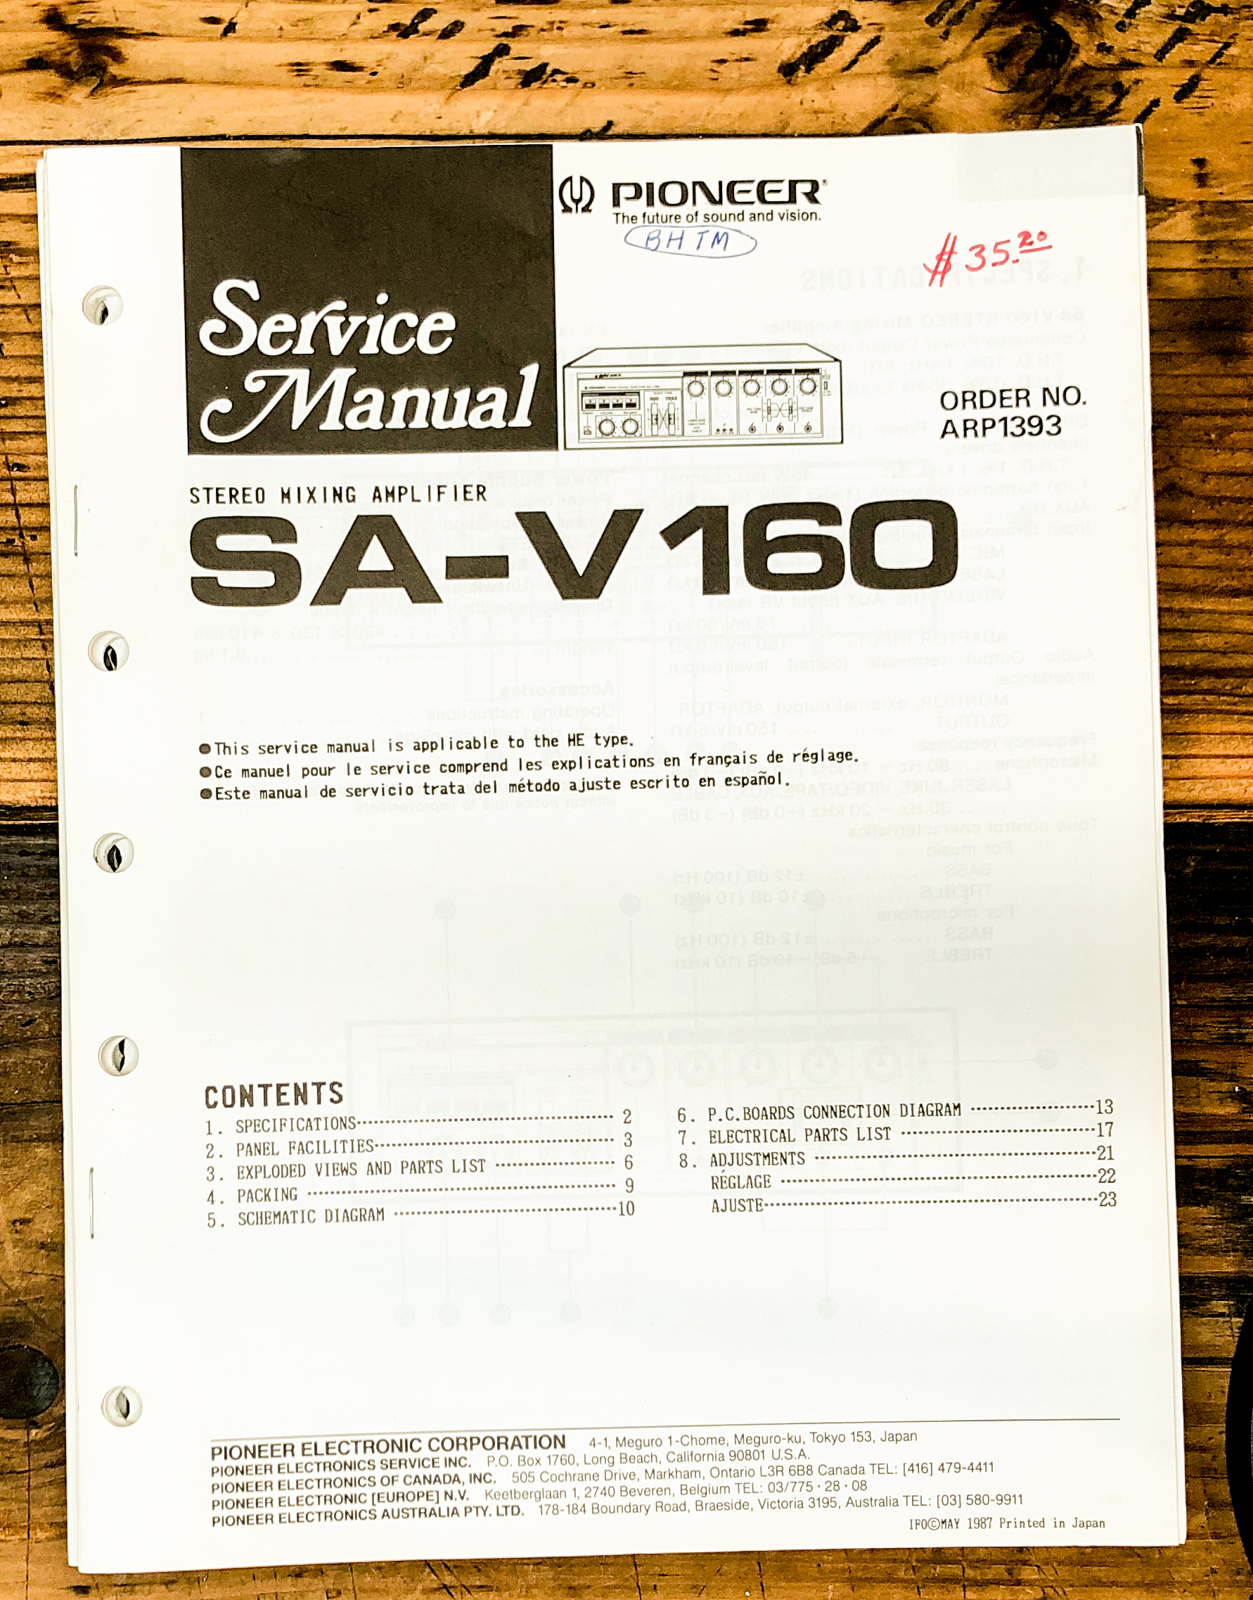 Service
Manual
PIONEER®
The future of sound and vision.
BHTM
$35.20
ORDER NO.
ARP1393
STEREO MIXING AMPLIFIER
SA-V160
●This service manual is applicable to the HE type.
●Ce manuel pour le service comprend les explications en français de réglage.
●Este manual de servicio trata del método ajuste escrito en español.
CONTENTS
1. SPECIFICATIONS 2
2. PANEL FACILITIES 3
3. EXPLODED VIEWS AND PARTS LIST 6
4. PACKING 9
5. SCHEMATIC DIAGRAM 10
6. P.C.BOARDS CONNECTION DIAGRAM 13
7. ELECTRICAL PARTS LIST 17
8. ADJUSTMENTS 21
RÉGLAGE 22
AJUSTE 23
PIONEER ELECTRONIC CORPORATION 4-1, Meguro 1-Chome, Meguro-ku, Tokyo 153, Japan
PIONEER ELECTRONICS SERVICE INC. P.O. Box 1760, Long Beach, California 90801 U.S.A.
PIONEER ELECTRONICS OF CANADA, INC. 505 Cochrane Drive, Markham, Ontario L3R 6B8 Canada TEL: [416] 479-4411
PIONEER ELECTRONIC [EUROPE] N.V. Keetberglaan 1, 2740 Beveren, Belgium TEL: 03/775·28·08
PIONEER ELECTRONICS AUSTRALIA PTY. LTD. 178-184 Boundary Road, Braeside, Victoria 3195, Australia TEL: [03] 580-9911
IFO©MAY 1987 Printed in Japan